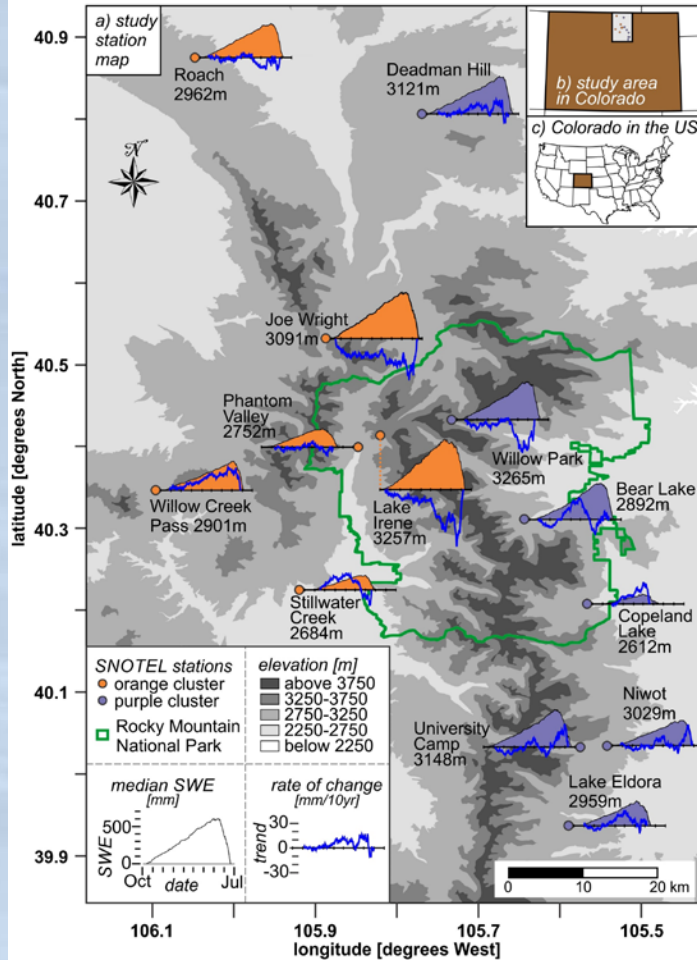 a) study
station
map
Roach
2962m
Deadman Hill
3121m
b) study area
in Colorado
c) Colorado in the US
N
40.9
40.7
40.5
40.3
40.1
39.9
latitude [degrees North]
Joe Wright
3091m
Phantom
Valley
2752m
Willow Park
3265m
Willow Creek
Pass 2901m
Lake
Irene
3257m
Bear Lake
2892m
Stillwater
Creek
2684m
Copeland
Lake
2612m
University
Camp
3148m
Niwot
3029m
Lake Eldora
2959m
SNOTEL stations
orange cluster
purple cluster
Rocky Mountain
National Park
elevation [m]
above 3750
3250-3750
2750-3250
2250-2750
below 2250
median SWE
[mm]
600
0
SWE
Oct
date
Jul
rate of change
[mm/10yr]
30
0
-30
trend
0
10
20 km
106.1
105.9
105.7
105.5
longitude [degrees West]